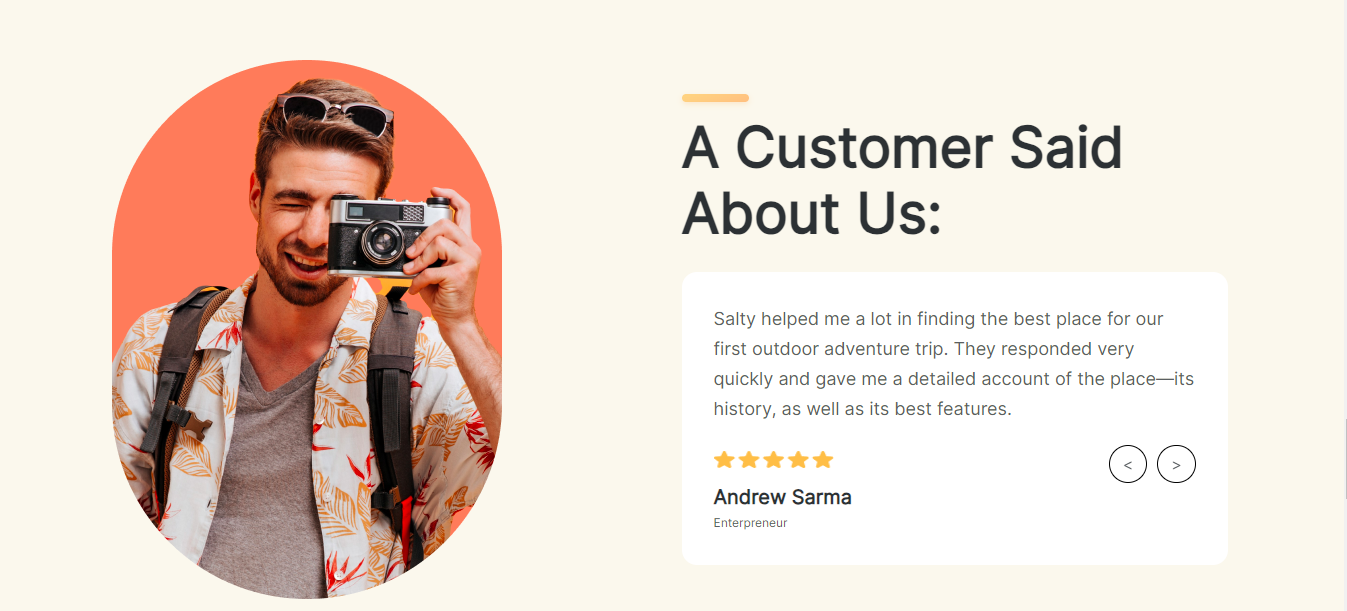 A Customer Said
About Us:
Salty helped me a lot in finding the best place for our
first outdoor adventure trip. They responded very
quickly and gave me a detailed account of the place—its
history, as well as its best features.
< >
Andrew Sarma
Enterpreneur